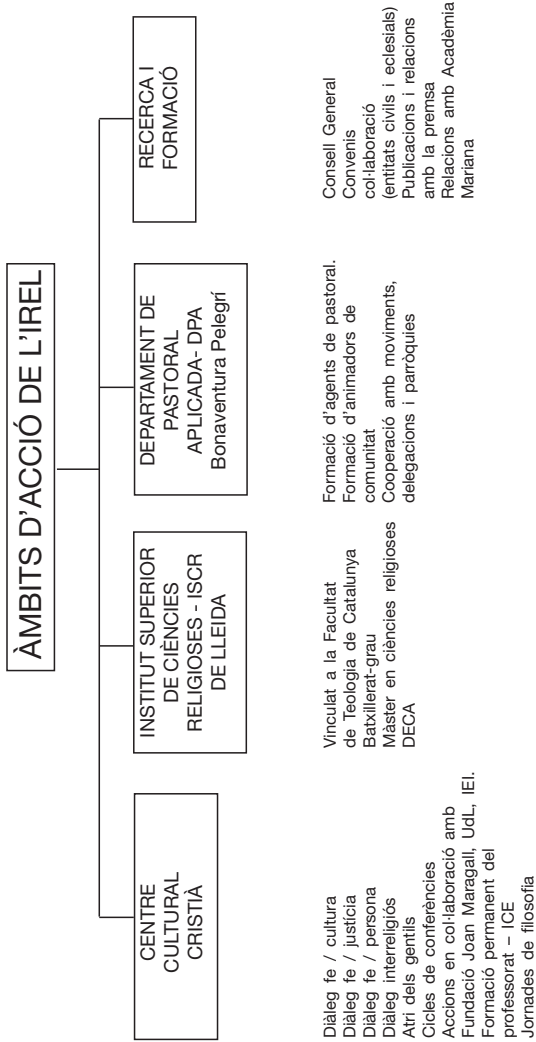 ÀMBITS D'ACCIÓ DE L'IREL
CENTRE
CULTURAL
CRISTIÀ
INSTITUT SUPERIOR
DE CIÈNCIES
RELIGIOSES - ISCR
DE LLEIDA
DEPARTAMENT DE
PASTORAL
APLICADA- DPA
Bonaventura Pelegrí
RECERCA I
FORMACIÓ
Diàleg fe / cultura
Diàleg fe / justícia
Diàleg fe / persona
Diàleg interreligiós
Atri dels gentils
Cicles de conferències
Accions en col·laboració amb
Fundació Joan Maragall, UdL, IEI.
Formació permanent del
professorat – ICE
Jornades de filosofia
Vinculat a la Facultat
de Teologia de Catalunya
Batxillerat-grau
Màster en ciències religioses
DECA
Formació d'agents de pastoral.
Formació d'animadors de
comunitat
Cooperació amb moviments,
delegacions i parròquies
Consell General
Convenis
col·laboració
(entitats civils i eclesials)
Publicacions i relacions
amb la premsa
Relacions amb Acadèmia
Mariana